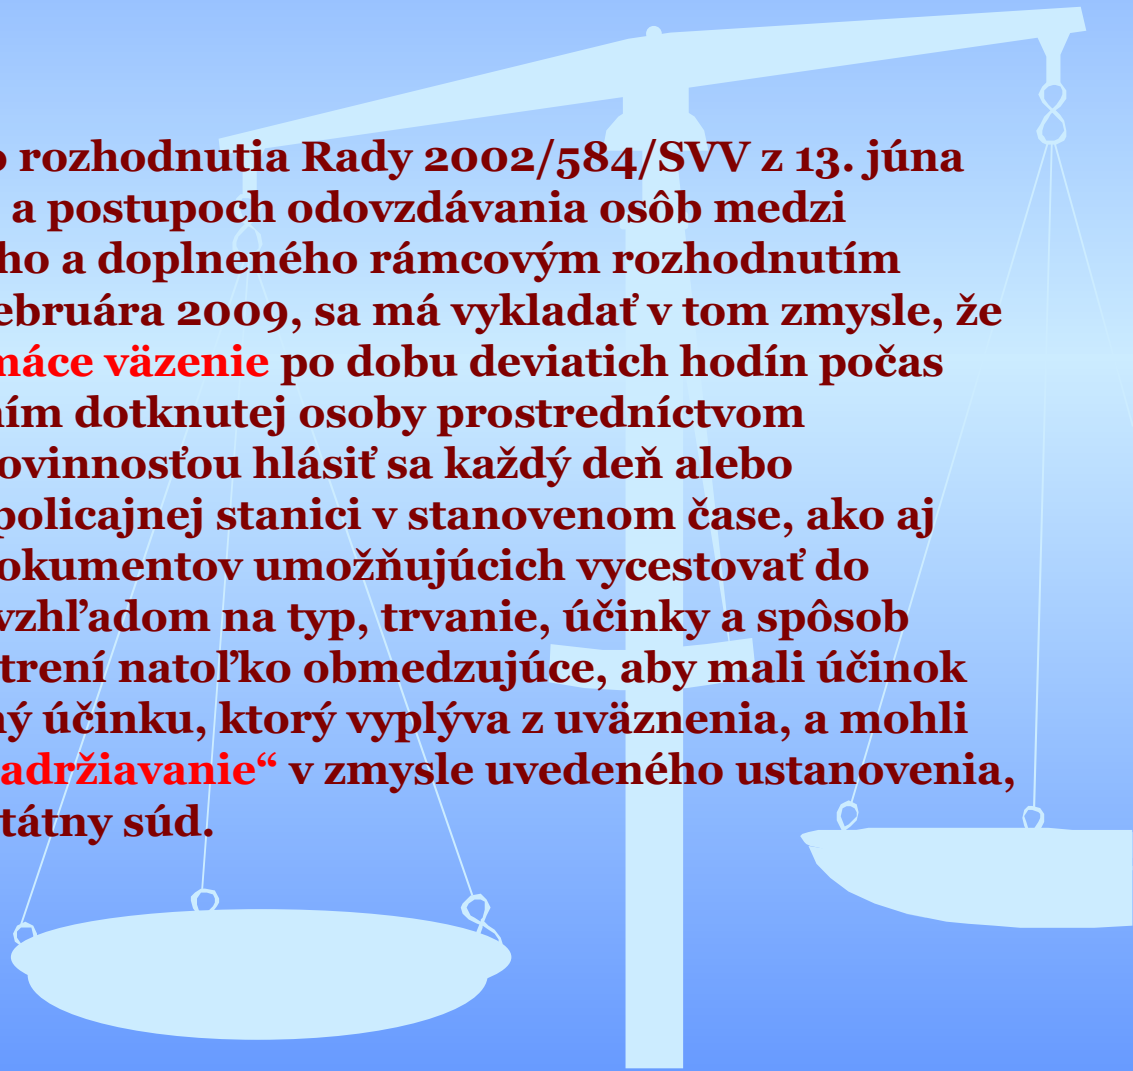 o rozhodnutia Rady 2002/584/SVV z 13. júna
a postupoch odovzdávania osôb medzi
ho a doplneného rámcovým rozhodnutím
ebruára 2009, sa má vykladať v tom zmysle, že
máce väzenie po dobu deviatich hodín počas
ním dotknutej osoby prostredníctvom
ovinnosťou hlásiť sa každý deň alebo
policajnej stanici v stanovenom čase, ako aj
okumentov umožňujúcich vycestovať do
vzhľadom na typ, trvanie, účinky a spôsob
trení natoľko obmedzujúce, aby mali účinok
ný účinku, ktorý vyplýva z uväznenia, a mohli
adržiavanie“ v zmysle uvedeného ustanovenia,
tátny súd.